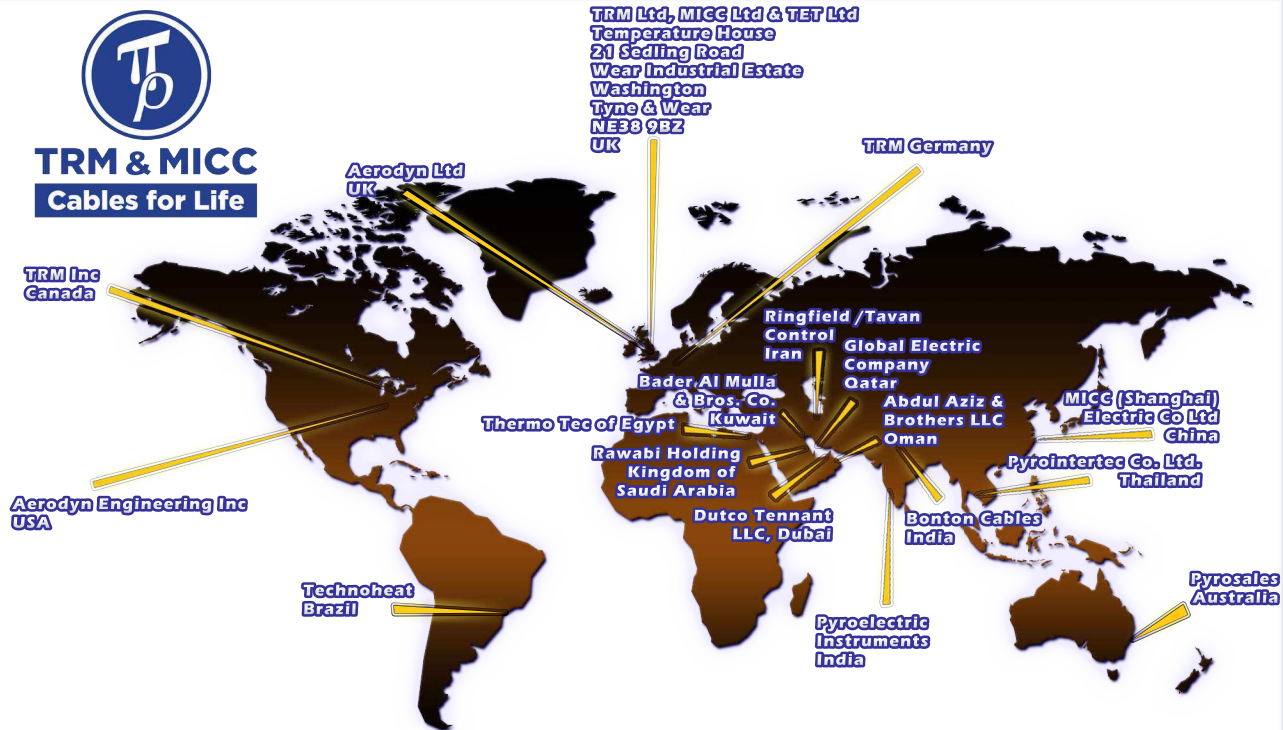 TRM Ltd, MICC Ltd & TET Ltd
Temperature House
21 Sedling Road
Wear Industrial Estate
Washington
Tyne & Wear
NE38 9BZ
UK
TRM & MICC
Cables for Life
Aerodyn Ltd
UK
TRM Germany
TRM Inc
Canada
Ringfield /Tavan
Control
Iran
Global Electric
Company
Qatar
Bader Al Mulla
& Bros. Co.
Kuwait
Abdul Aziz &
Brothers LLC
Oman
MICC (Shanghai)
Electric Co Ltd
China
Thermo Tec of Egypt
Rawabi Holding
Kingdom of
Saudi Arabia
Pyrointertec Co. Ltd.
Thailand
Aerodyn Engineering Inc
USA
Dutco Tennant
LLC, Dubai
Bonton Cables
India
Technoheat
Brazil
Pyrosales
Australia
Pyroelectric
Instruments
India